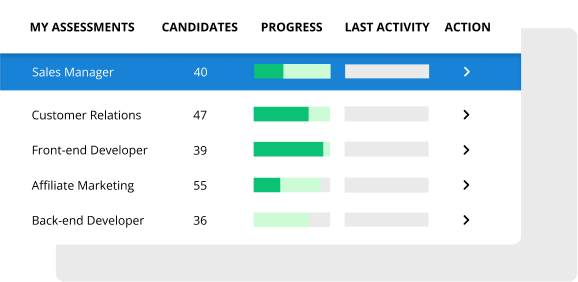 MY ASSESSMENTS CANDIDATES PROGRESS LAST ACTIVITY ACTION
Sales Manager 40
Customer Relations 47
Front-end Developer 39
Affiliate Marketing 55
Back-end Developer 36